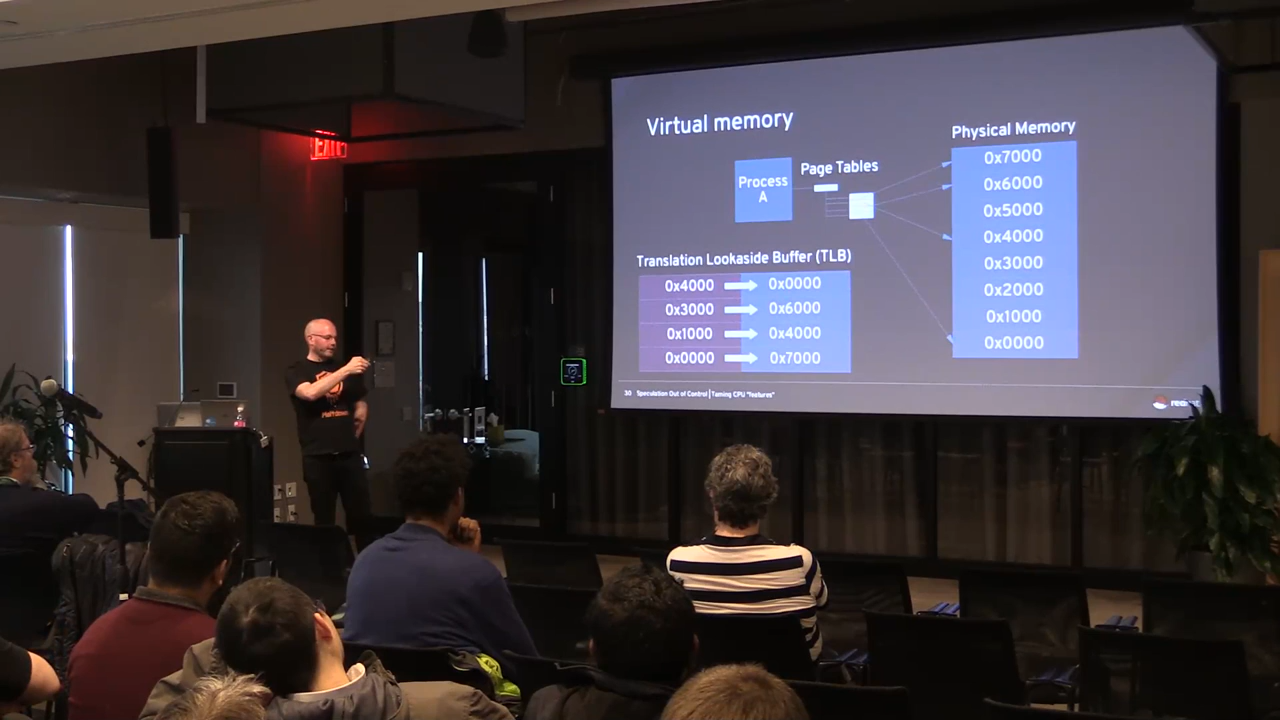 EXIT
Virtual memory
Process
A
Page Tables
Physical Memory
0x7000
0x6000
0x5000
0x4000
0x3000
0x2000
0x1000
0x0000
Translation Lookaside Buffer (TLB)
0x4000 0x0000
0x3000 0x6000
0x1000 0x4000
0x0000 0x7000
30 Speculation Out of Control | Taming CPU "features"